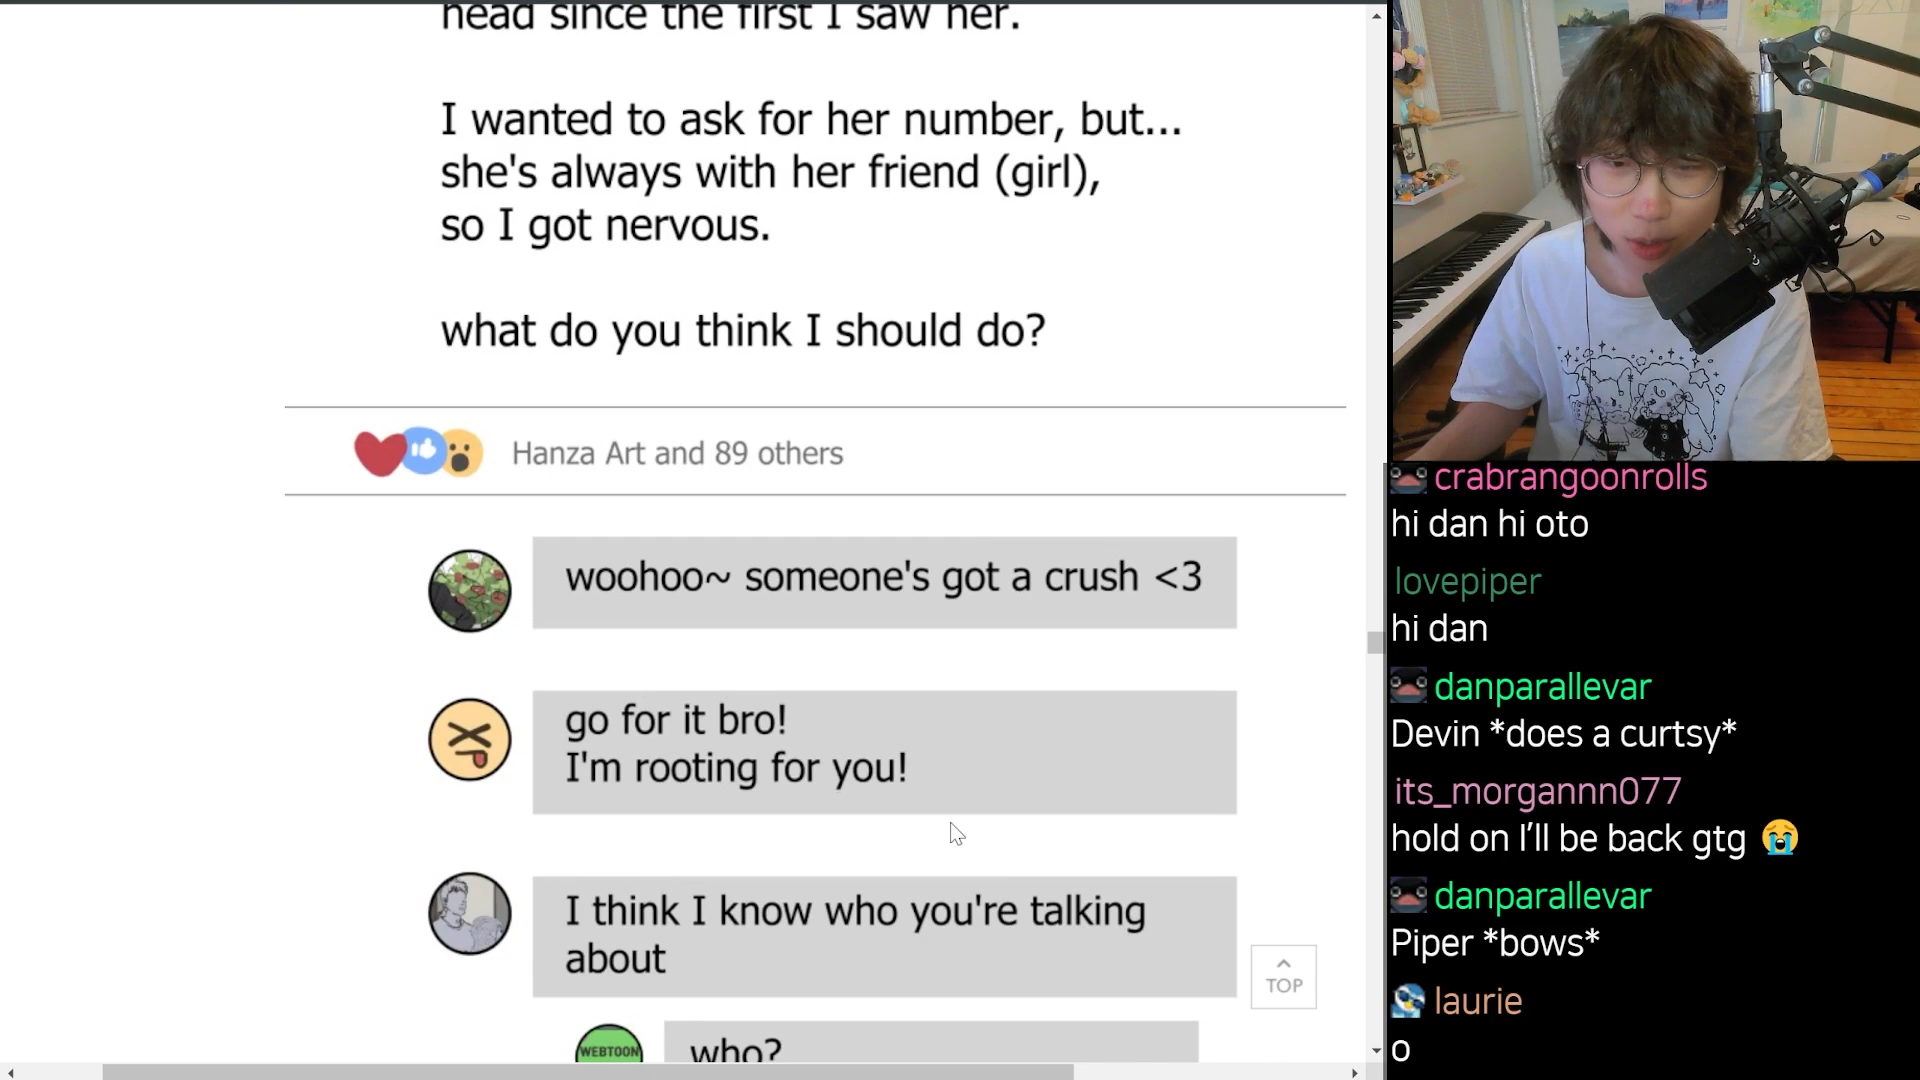 head since the first I saw her.
I wanted to ask for her number, but...
she's always with her friend (girl),
so I got nervous.
what do you think I should do?
Hanza Art and 89 others
woohoo~ someone's got a crush <3
go for it bro!
I'm rooting for you!
I think I know who you're talking
about
TOP
WEBTOON
who?
crabrangoonrolls
hi dan hi oto
lovepiper
hi dan
danparallevar
Devin *does a curtsy*
its_morgannn077
hold on I'll be back gtg 😭
danparallevar
Piper *bows*
laurie
o